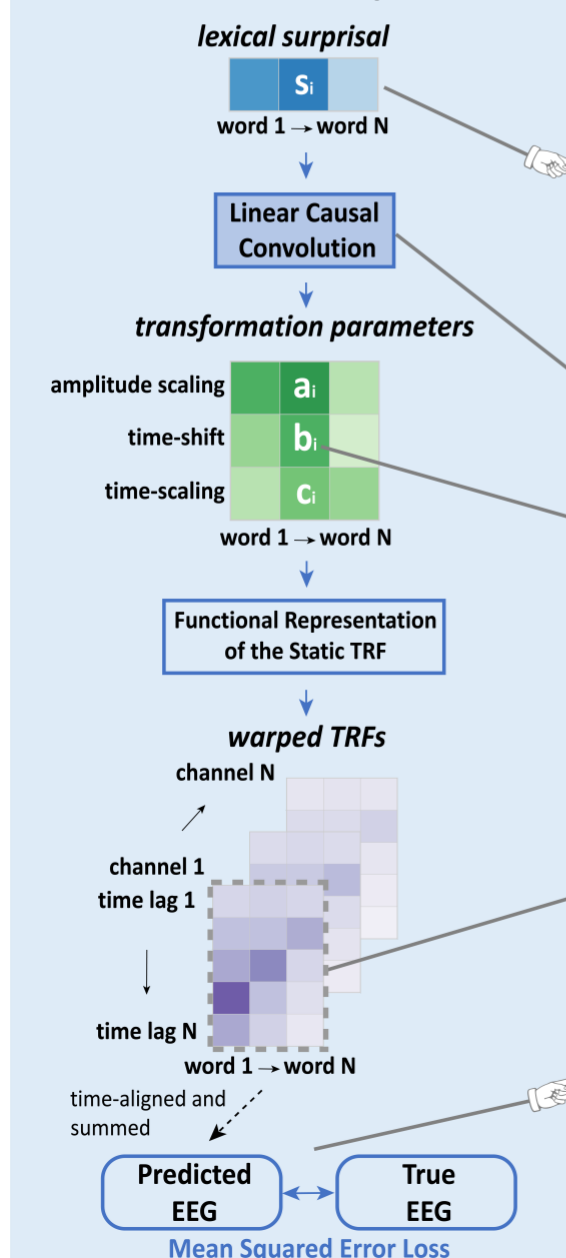 lexical surprisal
Si
word 1 → word N
Linear Causal
Convolution
transformation parameters
amplitude scaling
ai
time-shift
bi
time-scaling
ci
word 1 → word N
Functional Representation
of the Static TRF
warped TRFs
channel N
channel 1
time lag 1
time lag N
word 1 → word N
time-aligned and
summed
Predicted
EEG
True
EEG
Mean Squared Error Loss